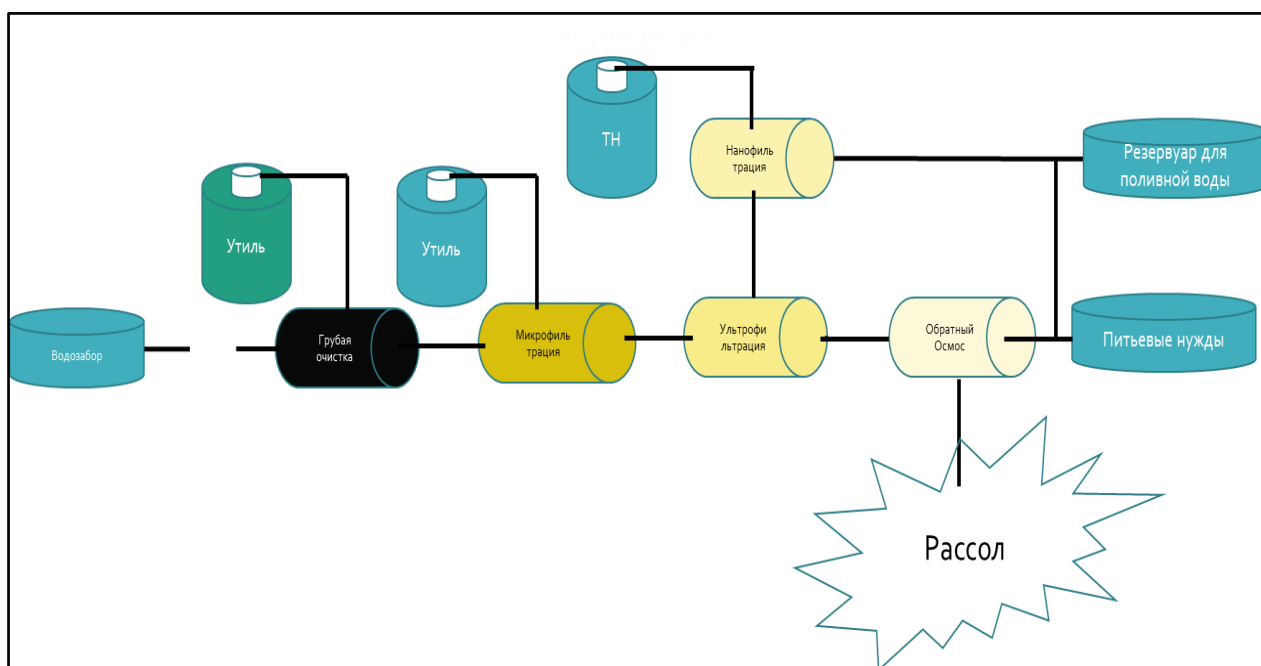 ТН
Нанофиль
трация
Резервуар для
поливной воды
Утиль
Утиль
Водозабор
Грубая
очистка
Микрофиль
трация
Ультрофи
льтрация
Обратный
Осмос
Питьевые нужды
Рассол